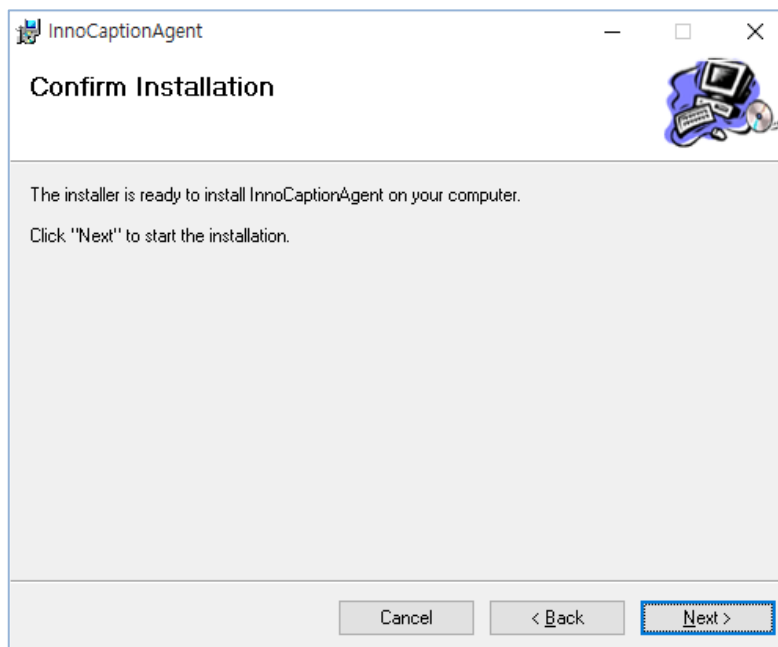 InnoCaptionAgent
Confirm Installation
The installer is ready to install InnoCaptionAgent on your computer.
Click "Next" to start the installation.
Cancel
< Back
Next >